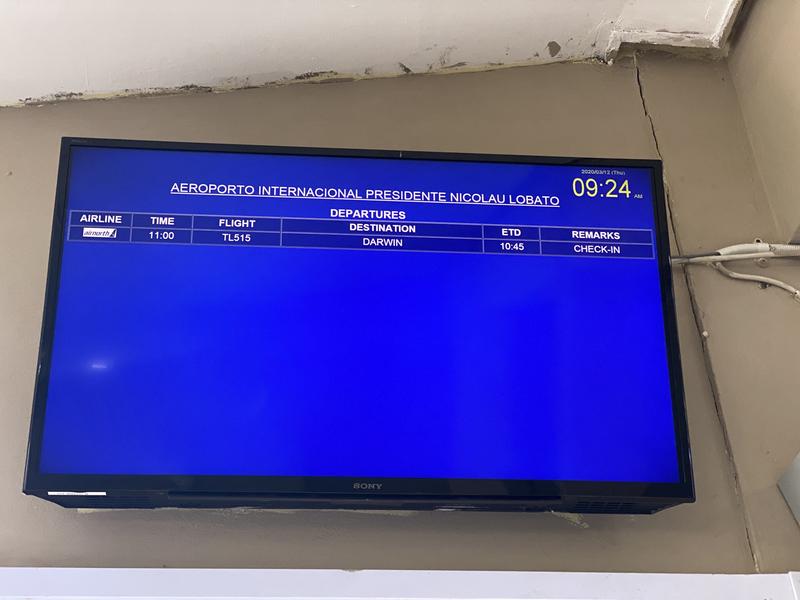 2020/03/12 (Thu)
09:24 AM
AEROPORTO INTERNACIONAL PRESIDENTE NICOLAU LOBATO
DEPARTURES
AIRLINE TIME FLIGHT DESTINATION ETD REMARKS
airnorth 11:00 TL515 DARWIN 10:45 CHECK-IN
SONY